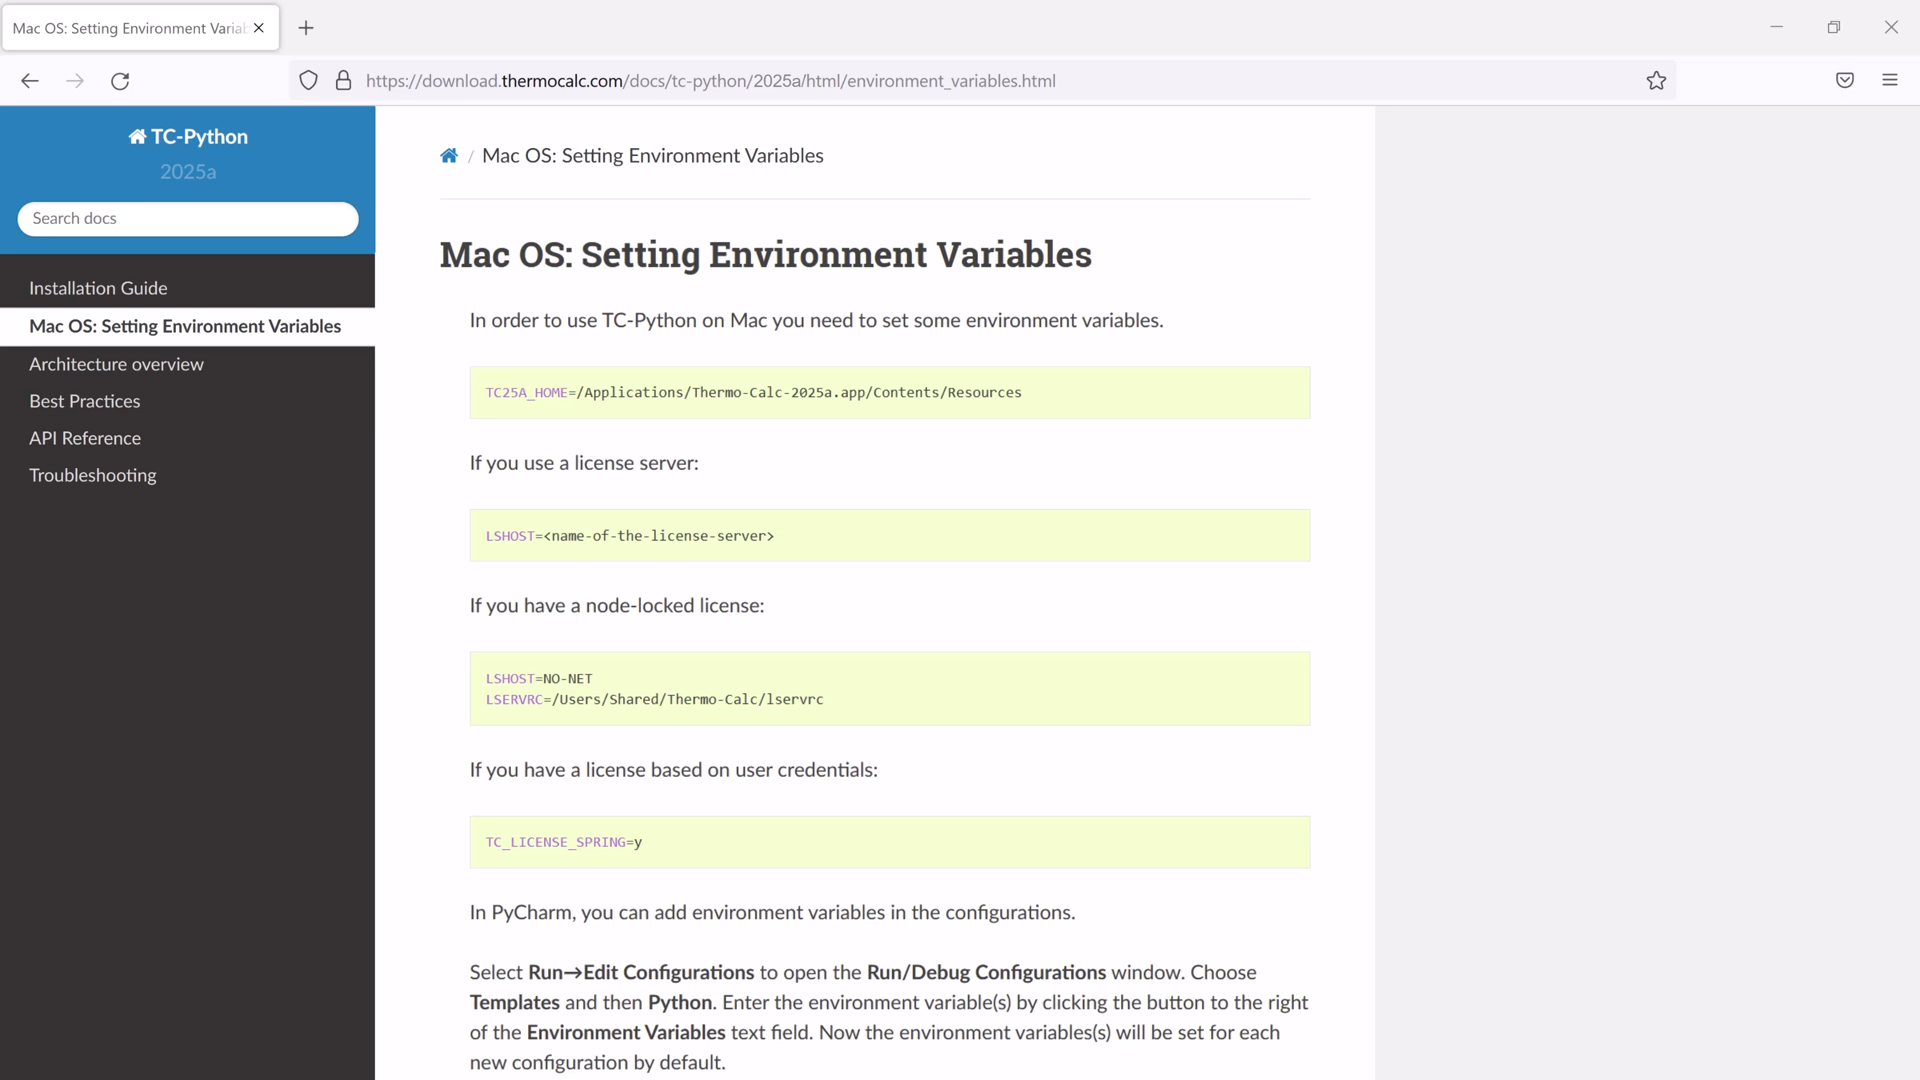 Mac OS: Setting Environment Variab
https://download.thermocalc.com/docs/tc-python/2025a/html/environment_variables.html
TC-Python
2025a
Search docs
Installation Guide
Mac OS: Setting Environment Variables
Architecture overview
Best Practices
API Reference
Troubleshooting
/ Mac OS: Setting Environment Variables
Mac OS: Setting Environment Variables
In order to use TC-Python on Mac you need to set some environment variables.
TC25A_HOME=/Applications/Thermo-Calc-2025a.app/Contents/Resources
If you use a license server:
LSHOST=<name-of-the-license-server>
If you have a node-locked license:
LSHOST=NO-NET
LSERVRC=/Users/Shared/Thermo-Calc/lservrc
If you have a license based on user credentials:
TC_LICENSE_SPRING=y
In PyCharm, you can add environment variables in the configurations.
Select Run→Edit Configurations to open the Run/Debug Configurations window. Choose
Templates and then Python. Enter the environment variable(s) by clicking the button to the right
of the Environment Variables text field. Now the environment variables(s) will be set for each
new configuration by default.